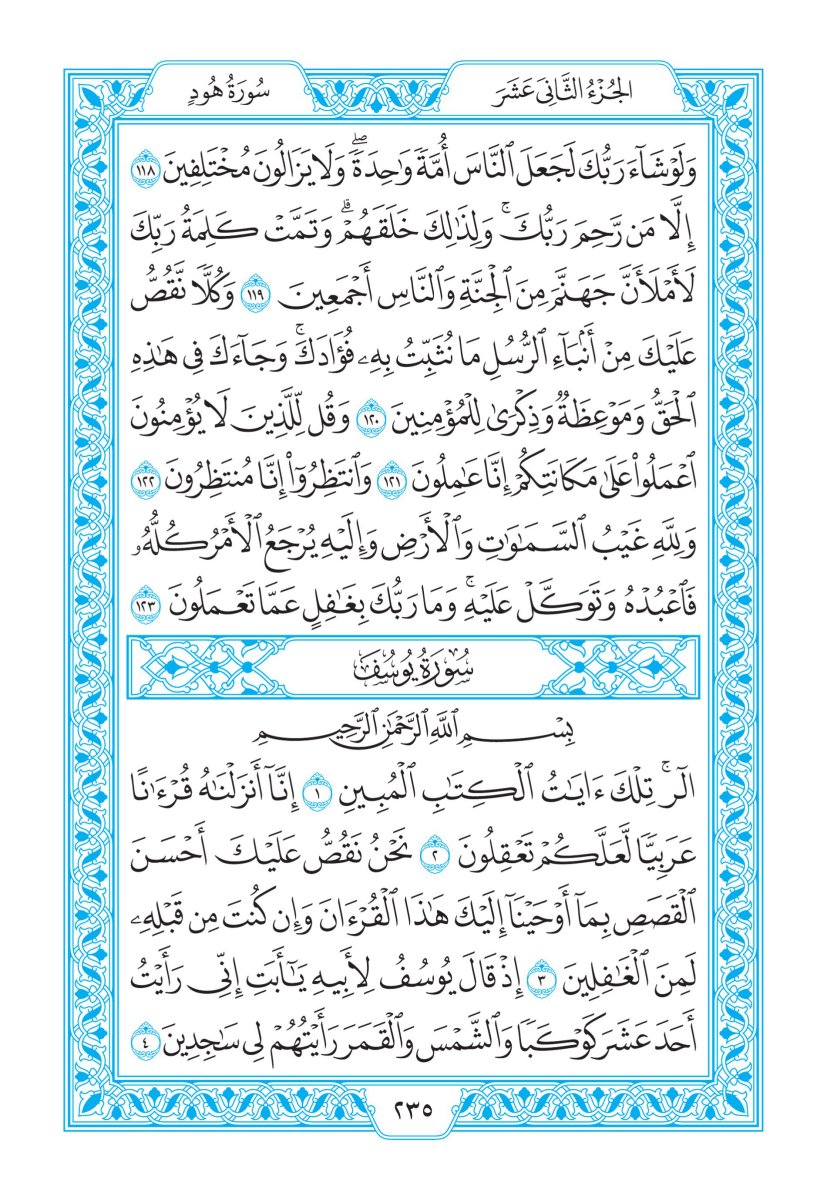 الجُزْءُ الثَّانِىَ عَشَرَ
سُورَةُ هُودٍ
وَلَوْ شَآءَ رَبُّكَ لَجَعَلَ ٱلنَّاسَ أُمَّةً وَٰحِدَةًۖ وَلَا يَزَالُونَ مُخْتَلِفِينَ ١١٨
إِلَّا مَن رَّحِمَ رَبُّكَۚ وَلِذَٰلِكَ خَلَقَهُمْۗ وَتَمَّتْ كَلِمَةُ رَبِّكَ
لَأَمْلَأَنَّ جَهَنَّمَ مِنَ ٱلْجِنَّةِ وَٱلنَّاسِ أَجْمَعِينَ ١١٩ وَكُلًّا نَّقُصُّ
عَلَيْكَ مِنْ أَنۢبَآءِ ٱلرُّسُلِ مَا نُثَبِّتُ بِهِۦ فُؤَادَكَۚ وَجَآءَكَ فِى هَٰذِهِ
ٱلْحَقُّ وَمَوْعِظَةٌ وَذِكْرَىٰ لِلْمُؤْمِنِينَ ١٢٠ وَقُل لِّلَّذِينَ لَا يُؤْمِنُونَ
ٱعْمَلُوا۟ عَلَىٰ مَكَانَتِكُمْ إِنَّا عَٰمِلُونَ ١٢١ وَٱنتَظِرُوٓا۟ إِنَّا مُنتَظِرُونَ ١٢٢
وَلِلَّهِ غَيْبُ ٱلسَّمَٰوَٰتِ وَٱلْأَرْضِ وَإِلَيْهِ يُرْجَعُ ٱلْأَمْرُ كُلُّهُۥ
فَٱعْبُدْهُ وَتَوَكَّلْ عَلَيْهِۚ وَمَا رَبُّكَ بِغَٰفِلٍ عَمَّا تَعْمَلُونَ ١٢٣
سُورَةُ يُوسُفَ
بِسْمِ ٱللَّهِ ٱلرَّحْمَٰنِ ٱلرَّحِيمِ
الٓرۚ تِلْكَ ءَايَٰتُ ٱلْكِتَٰبِ ٱلْمُبِينِ ١ إِنَّآ أَنزَلْنَٰهُ قُرْءَٰنًا
عَرَبِيًّا لَّعَلَّكُمْ تَعْقِلُونَ ٢ نَحْنُ نَقُصُّ عَلَيْكَ أَحْسَنَ
ٱلْقَصَصِ بِمَآ أَوْحَيْنَآ إِلَيْكَ هَٰذَا ٱلْقُرْءَانَ وَإِن كُنتَ مِن قَبْلِهِۦ
لَمِنَ ٱلْغَٰفِلِينَ ٣ إِذْ قَالَ يُوسُفُ لِأَبِيهِ يَٰٓأَبَتِ إِنِّى رَأَيْتُ
أَحَدَ عَشَرَ كَوْكَبًا وَٱلشَّمْسَ وَٱلْقَمَرَ رَأَيْتُهُمْ لِى سَٰجِدِينَ ٤
٢٣٥